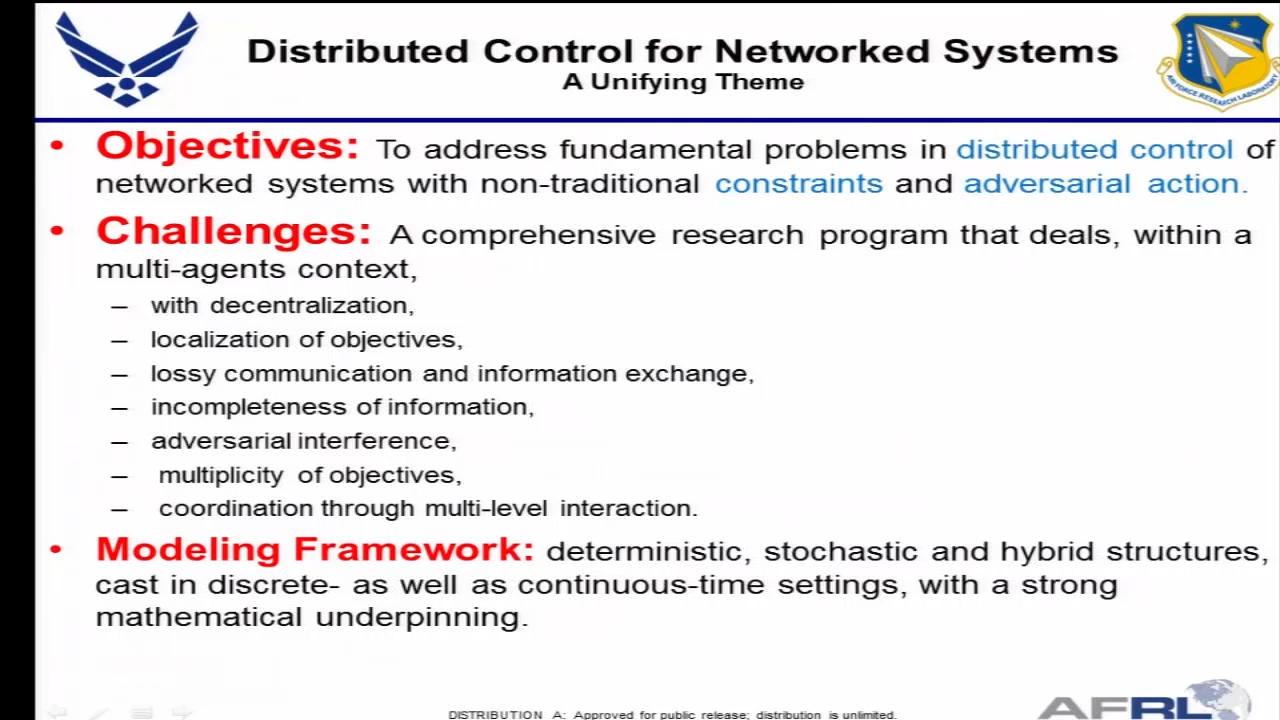 Distributed Control for Networked Systems
A Unifying Theme
AIR FORCE RESEARCH LABORATORY
• Objectives: To address fundamental problems in distributed control of
networked systems with non-traditional constraints and adversarial action.
• Challenges: A comprehensive research program that deals, within a
multi-agents context,
– with decentralization,
– localization of objectives,
– lossy communication and information exchange,
– incompleteness of information,
– adversarial interference,
– multiplicity of objectives,
– coordination through multi-level interaction.
• Modeling Framework: deterministic, stochastic and hybrid structures,
cast in discrete- as well as continuous-time settings, with a strong
mathematical underpinning.
DISTRIBUTION A: Approved for public release; distribution is unlimited.
AFRL